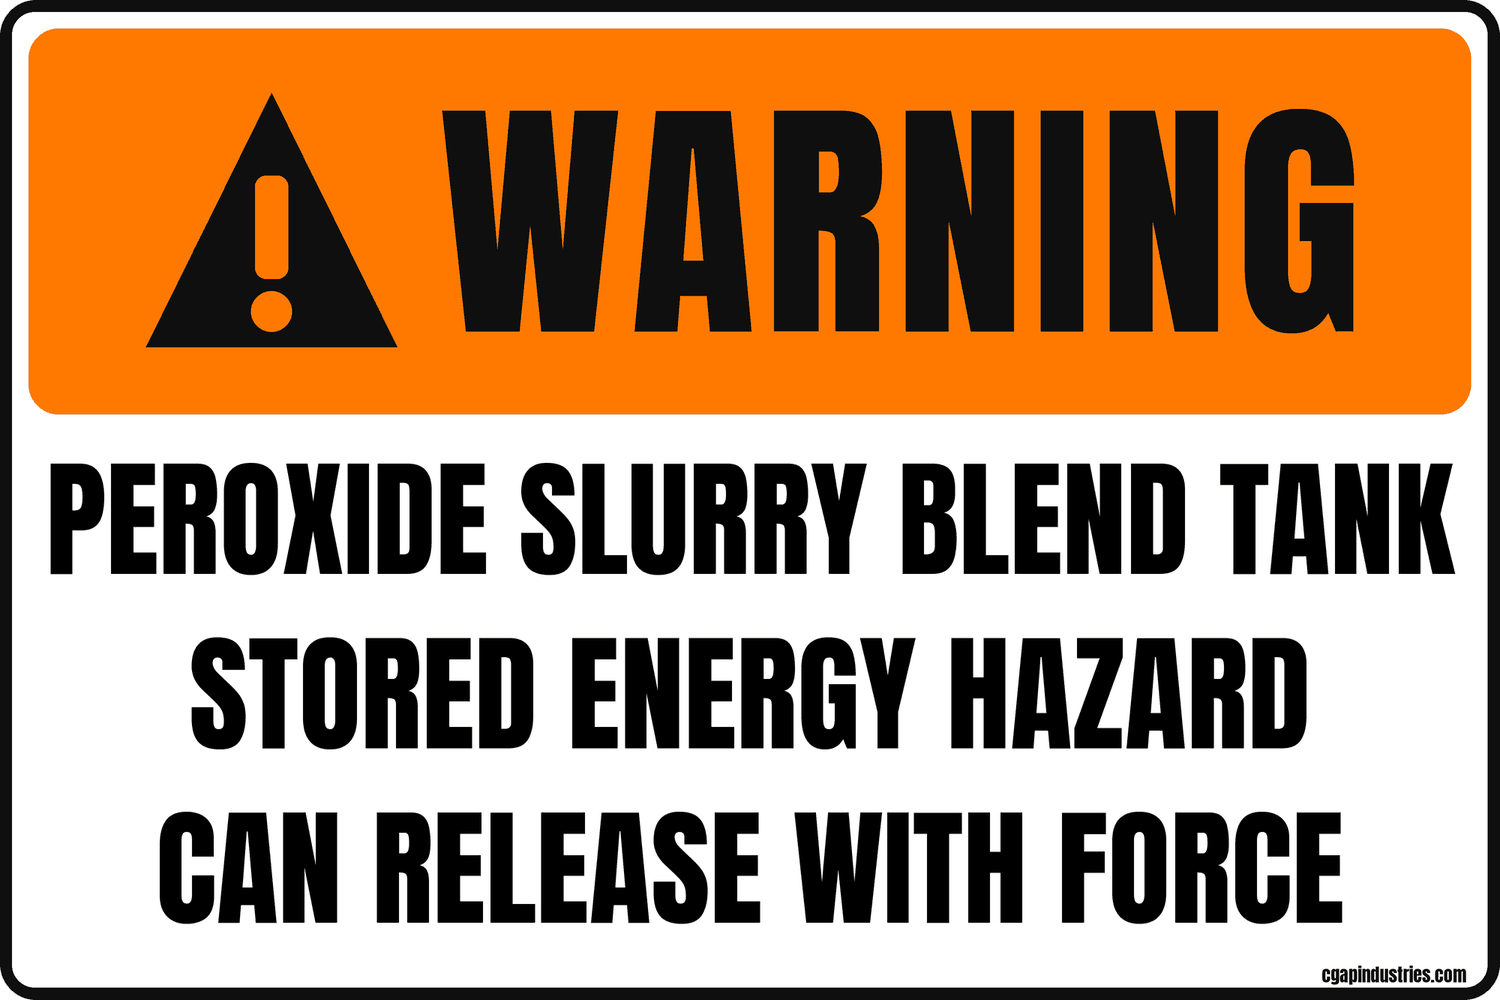 WARNING
PEROXIDE SLURRY BLEND TANK
STORED ENERGY HAZARD
CAN RELEASE WITH FORCE
cgapindustries.com